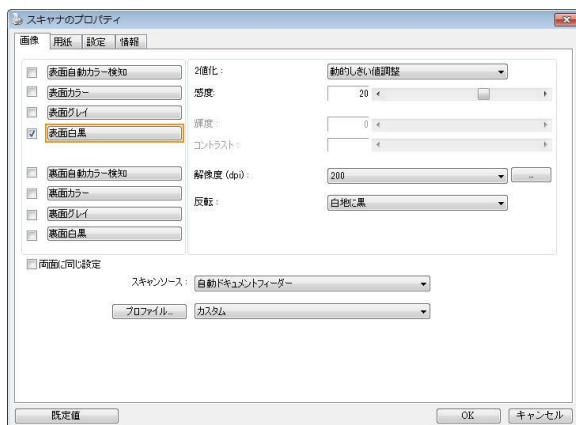 スキャナのプロパティ
画像 用紙 設定 情報
表面自動カラー検知
表面カラー
表面グレイ
表面白黒
裏面自動カラー検知
裏面カラー
裏面グレイ
裏面白黒
2値化: 動的しきい値調整
感度: 20
輝度: 0
コントラスト:
解像度 (dpi): 200 ...
反転: 白地に黒
両面に同じ設定
スキャンソース: 自動ドキュメントフィーダー
プロファイル... カスタム
既定値 OK キャンセル